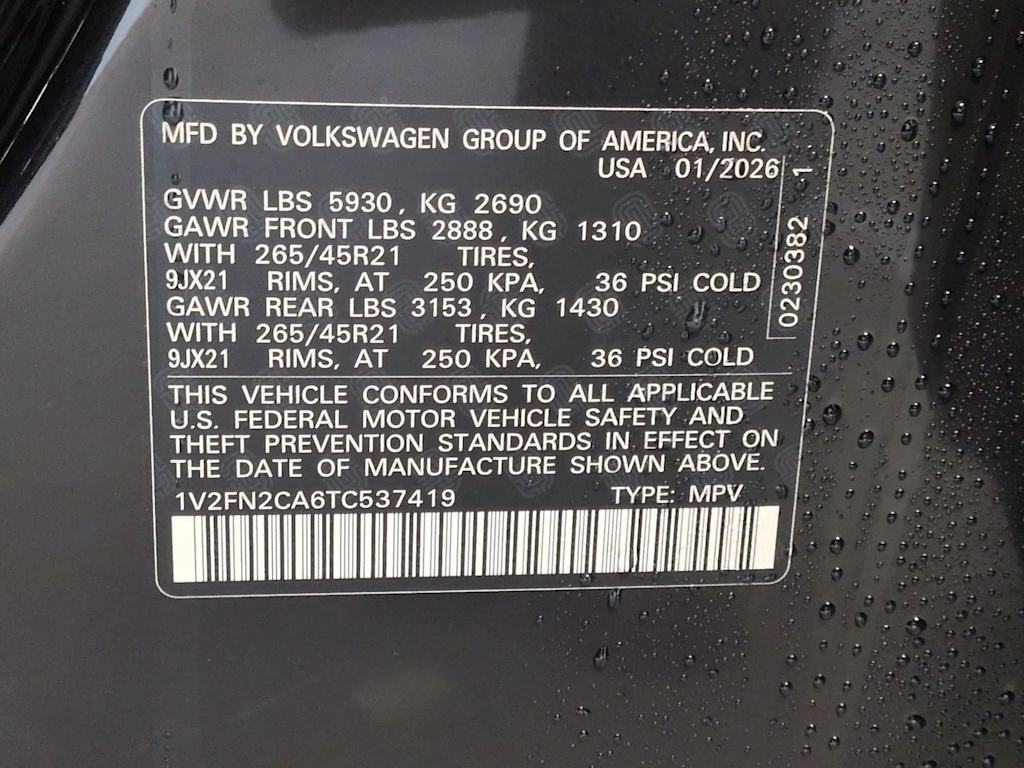 MFD BY VOLKSWAGEN GROUP OF AMERICA, INC.
USA 01/2026
GVWR LBS 5930, KG 2690
GAWR FRONT LBS 2888, KG 1310
WITH 265/45R21 TIRES,
9JX21 RIMS, AT 250 KPA, 36 PSI COLD
GAWR REAR LBS 3153, KG 1430
WITH 265/45R21 TIRES,
9JX21 RIMS, AT 250 KPA, 36 PSI COLD
0230382 1
THIS VEHICLE CONFORMS TO ALL APPLICABLE
U.S. FEDERAL MOTOR VEHICLE SAFETY AND
THEFT PREVENTION STANDARDS IN EFFECT ON
THE DATE OF MANUFACTURE SHOWN ABOVE.
1V2FN2CA6TC537419 TYPE: MPV